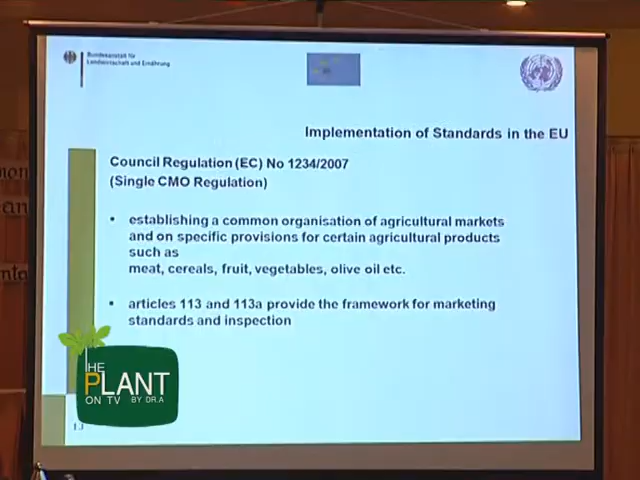 Bundesanstalt für
Landwirtschaft und Ernährung
Implementation of Standards in the EU
Council Regulation (EC) No 1234/2007
(Single CMO Regulation)
• establishing a common organisation of agricultural markets
and on specific provisions for certain agricultural products
such as
meat, cereals, fruit, vegetables, olive oil etc.
• articles 113 and 113a provide the framework for marketing
standards and inspection
THE
PLANT
ON TV BY DR.A